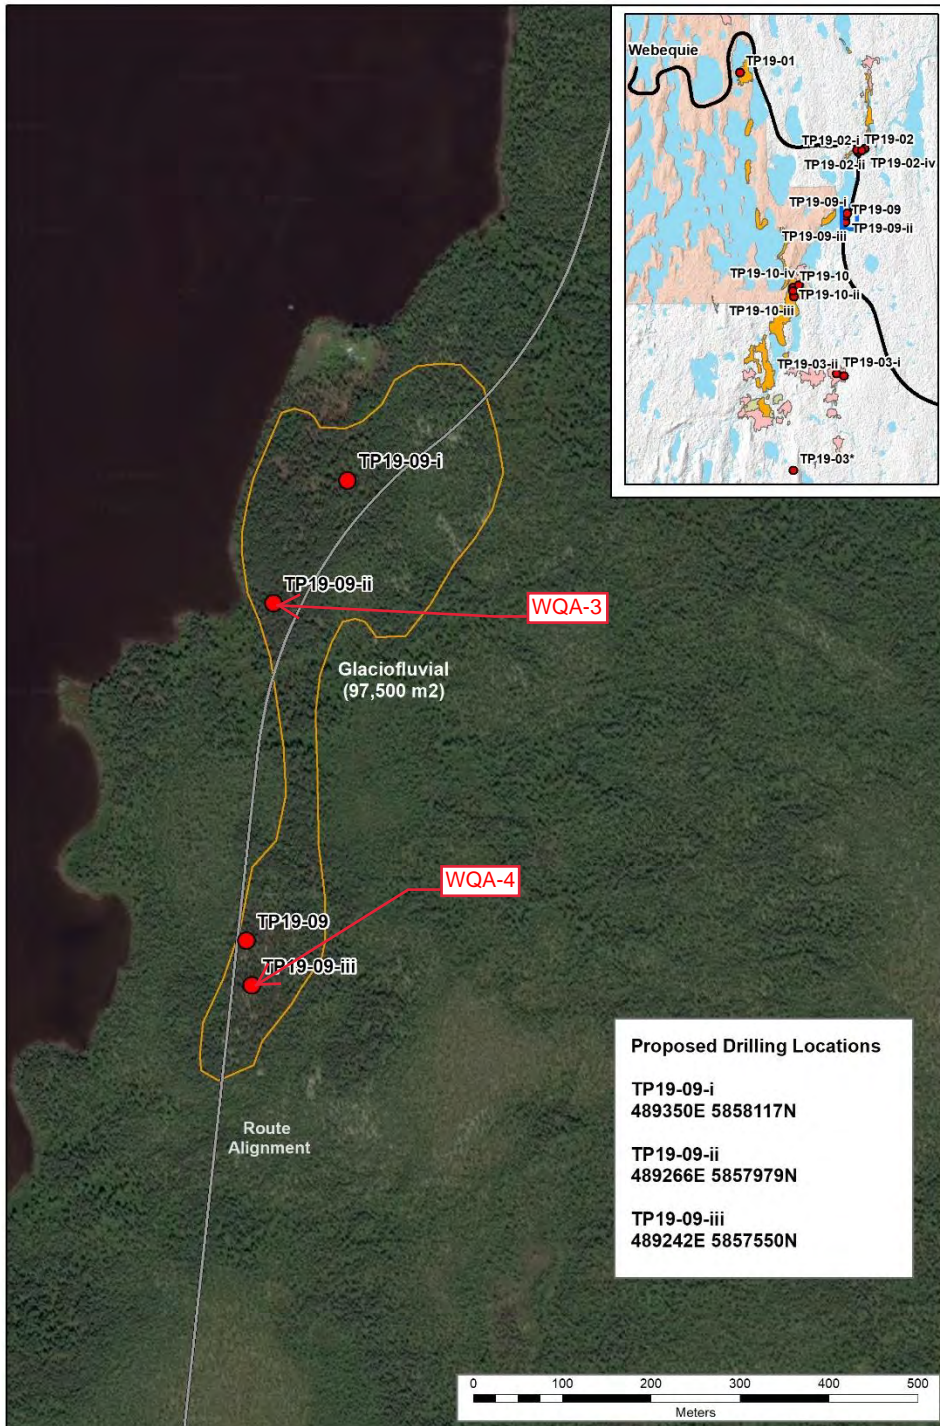 Webequie
TP19-01
TP19-02-i
TP19-02
TP19-02-ii
TP19-02-iv
TP19-09-i
TP19-09
TP19-09-ii
TP19-09-iii
TP19-10-iv
TP19-10
TP19-10-ii
TP19-10-iii
TP19-03-ii
TP19-03-i
TP19-03*
TP19-09-i
TP19-09-ii
WQA-3
Glaciofluvial
(97,500 m2)
WQA-4
TP19-09
TP19-09-iii
Route
Alignment
Proposed Drilling Locations
TP19-09-i
489350E 5858117N
TP19-09-ii
489266E 5857979N
TP19-09-iii
489242E 5857550N
0 100 200 300 400 500
Meters